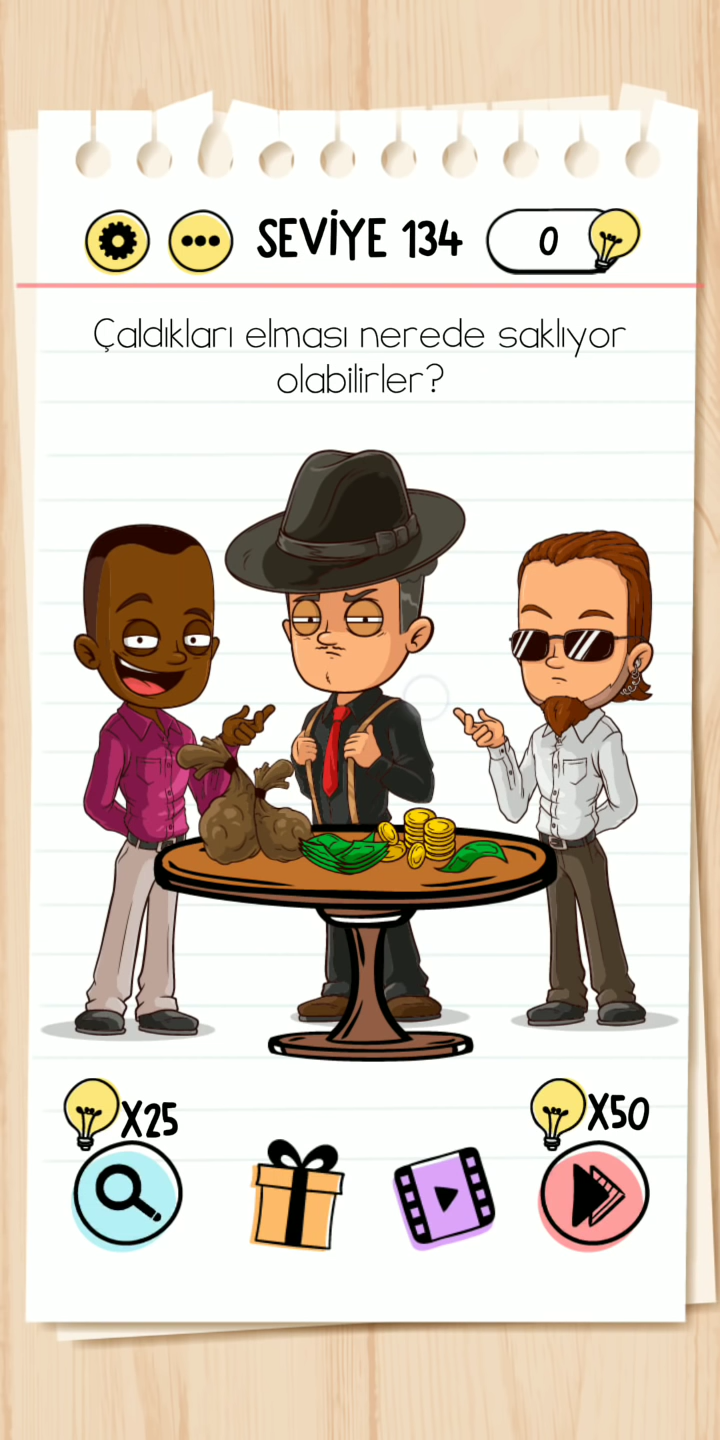 SEVİYE 134
0
Çaldıkları elması nerede saklıyor
olabilirler?
X25
X50